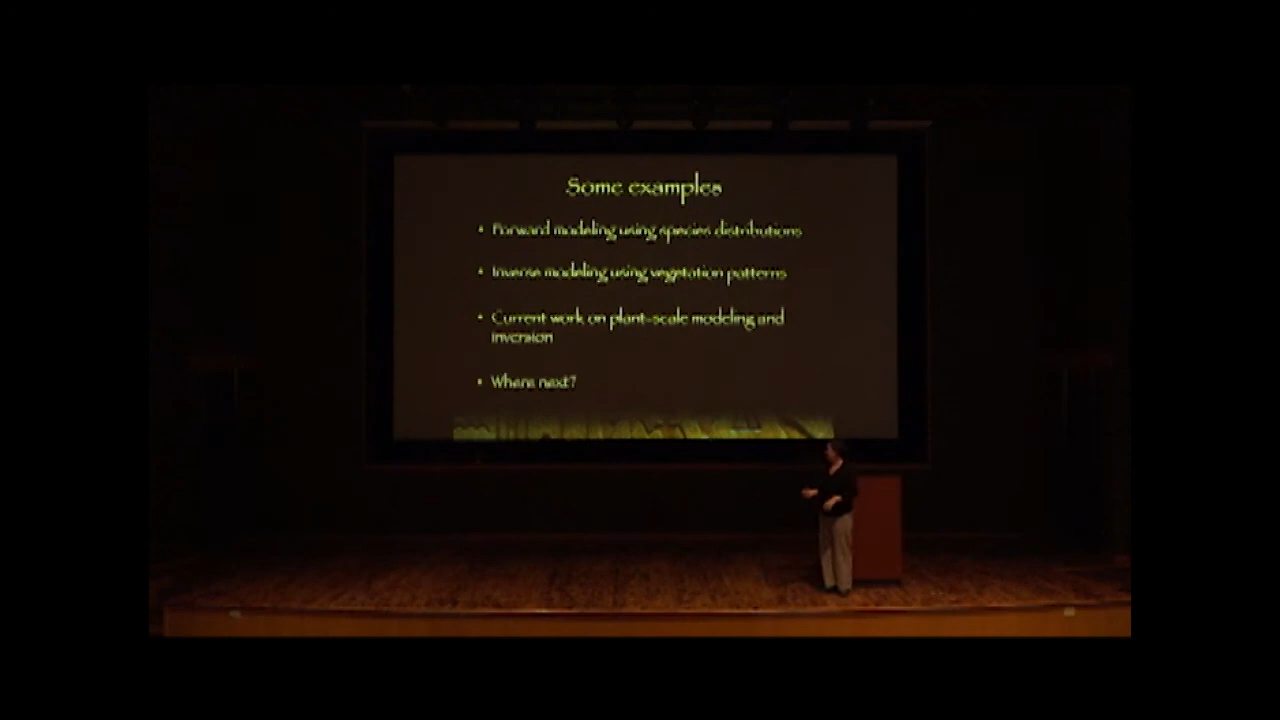 Some examples
• Forward modeling using species distributions
• Inverse modeling using vegetation patterns
• Current work on plant-scale modeling and
inversion
• Where next?